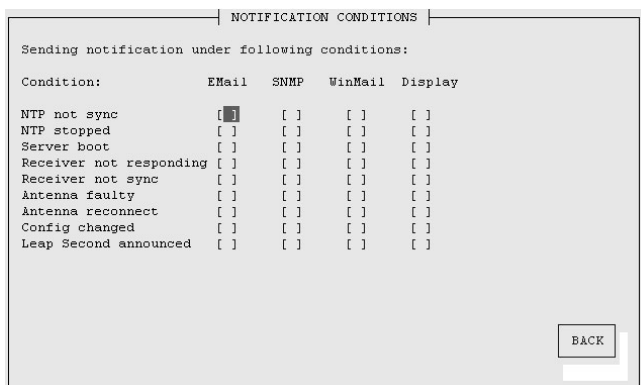 NOTIFICATION CONDITIONS
Sending notification under following conditions:
Condition: EMail SNMP WinMail Display
NTP not sync [ ] [ ] [ ] [ ]
NTP stopped [ ] [ ] [ ] [ ]
Server boot [ ] [ ] [ ] [ ]
Receiver not responding [ ] [ ] [ ] [ ]
Receiver not sync [ ] [ ] [ ] [ ]
Antenna faulty [ ] [ ] [ ] [ ]
Antenna reconnect [ ] [ ] [ ] [ ]
Config changed [ ] [ ] [ ] [ ]
Leap Second announced [ ] [ ] [ ] [ ]
BACK